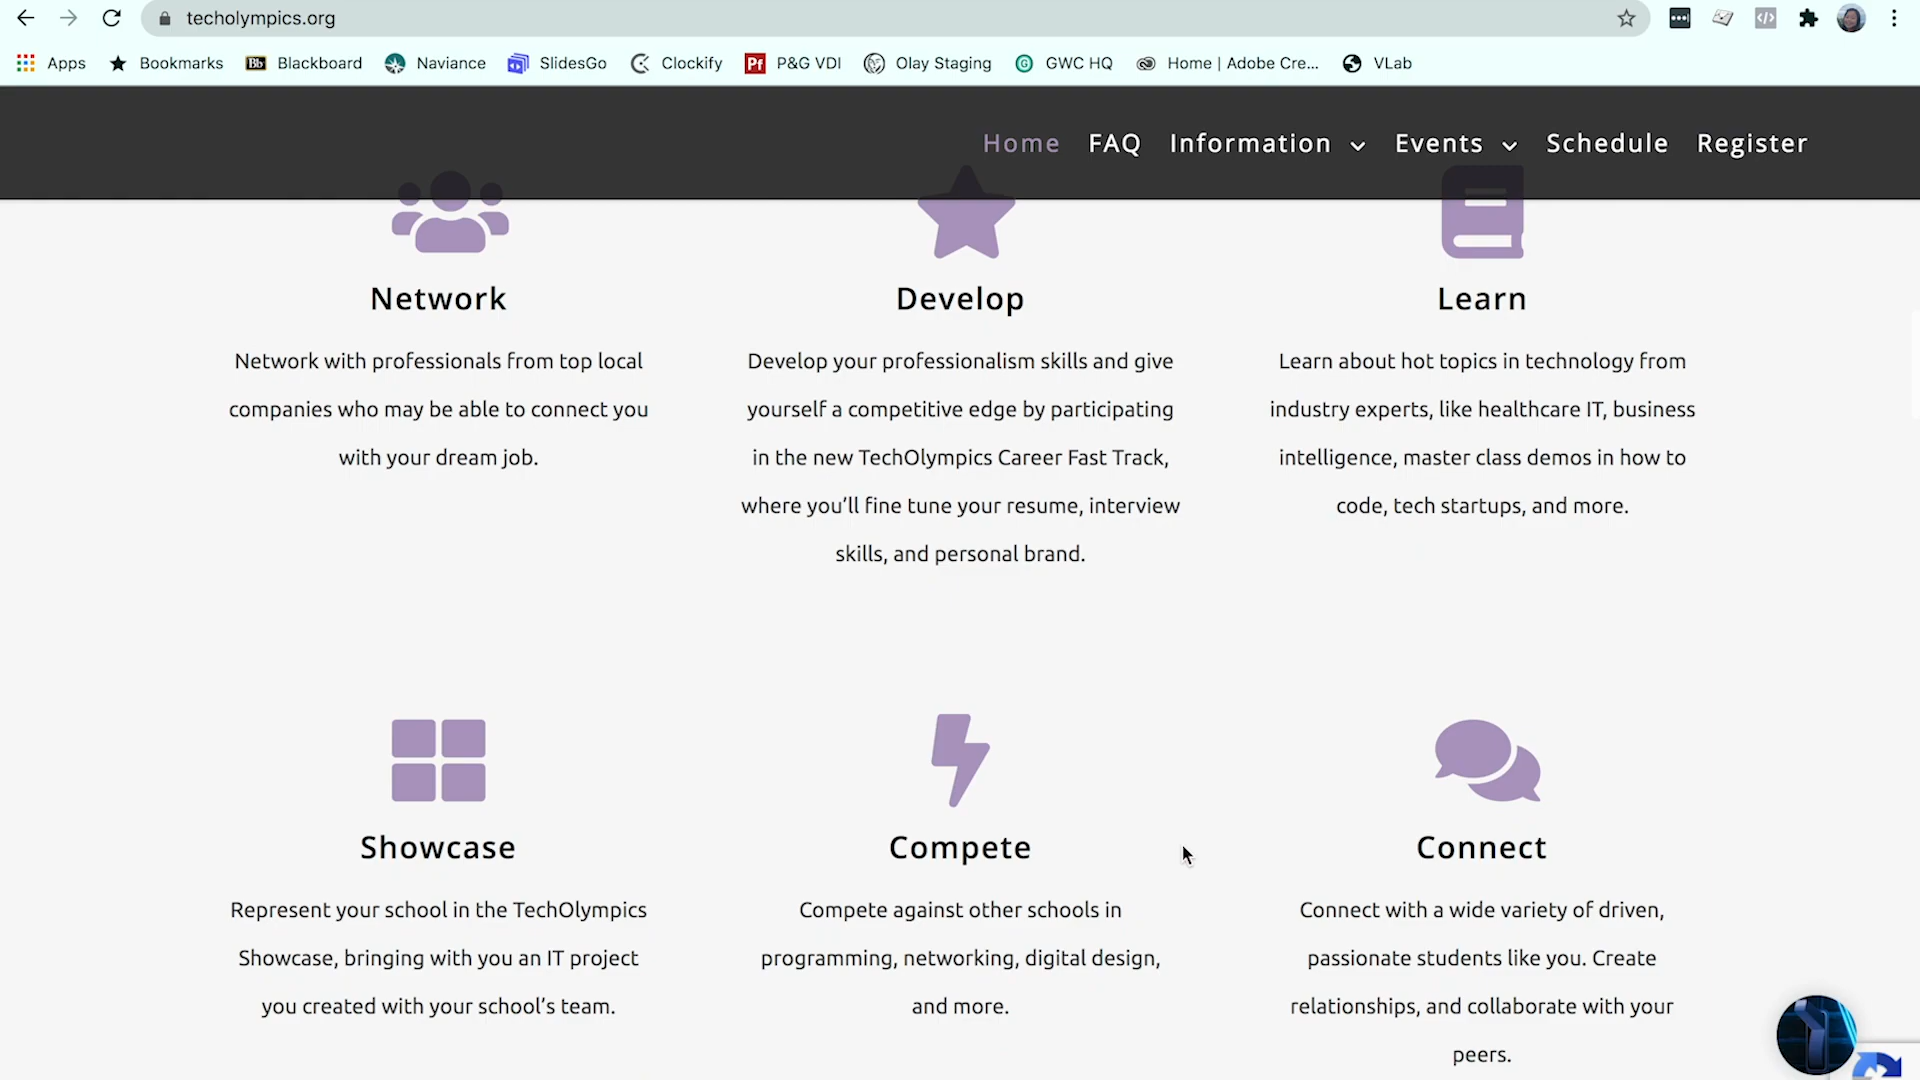 techolympics.org
Apps Bookmarks Bb Blackboard Naviance SlidesGo Clockify Pf P&G VDI Olay Staging G GWC HQ Home | Adobe Cre... VLab
Home FAQ Information Events Schedule Register
Network
Network with professionals from top local
companies who may be able to connect you
with your dream job.
Develop
Develop your professionalism skills and give
yourself a competitive edge by participating
in the new TechOlympics Career Fast Track,
where you’ll fine tune your resume, interview
skills, and personal brand.
Learn
Learn about hot topics in technology from
industry experts, like healthcare IT, business
intelligence, master class demos in how to
code, tech startups, and more.
Showcase
Represent your school in the TechOlympics
Showcase, bringing with you an IT project
you created with your school’s team.
Compete
Compete against other schools in
programming, networking, digital design,
and more.
Connect
Connect with a wide variety of driven,
passionate students like you. Create
relationships, and collaborate with your
peers.